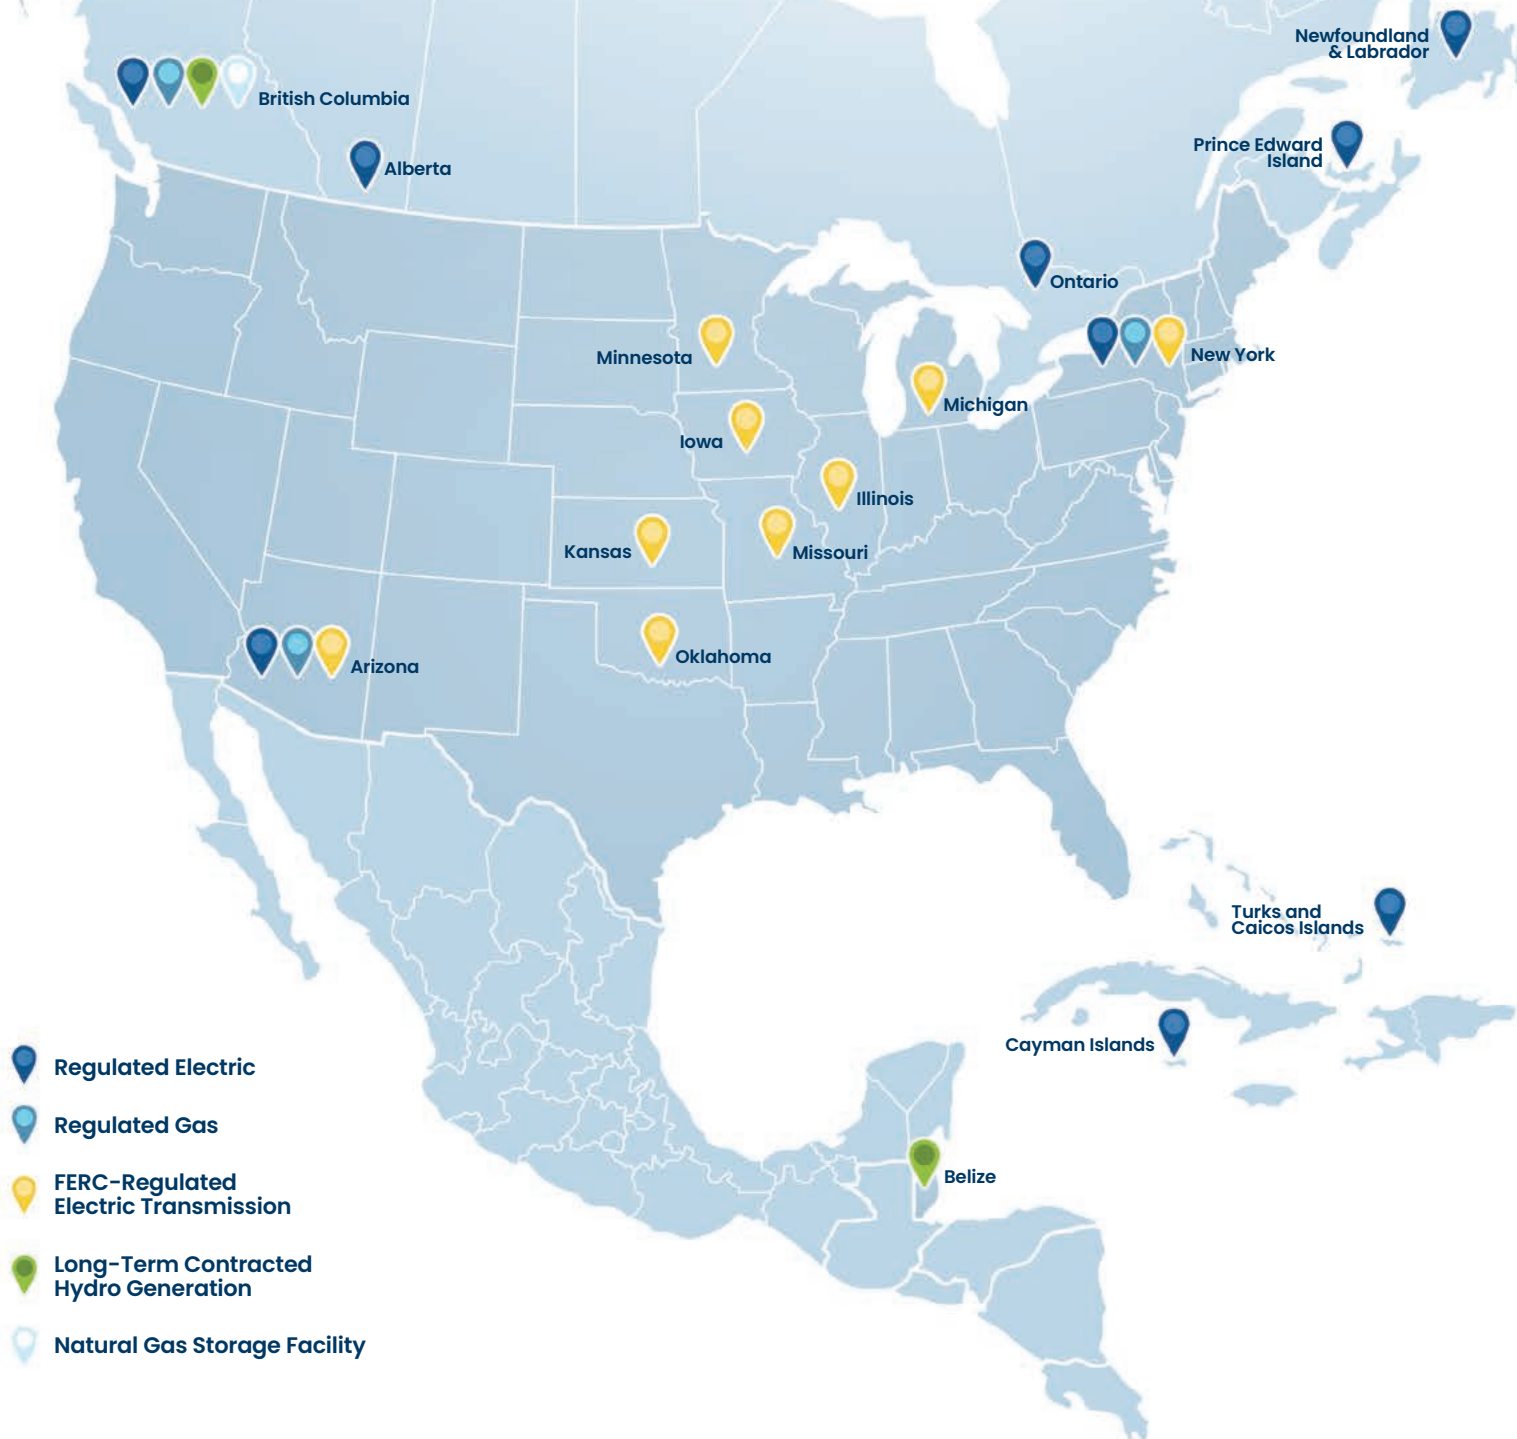 Newfoundland
& Labrador
British Columbia
Prince Edward
Island
Alberta
Ontario
Minnesota
New York
Michigan
Iowa
Illinois
Kansas
Missouri
Oklahoma
Arizona
Turks and
Caicos Islands
Cayman Islands
Belize
Regulated Electric
Regulated Gas
FERC-Regulated
Electric Transmission
Long-Term Contracted
Hydro Generation
Natural Gas Storage Facility